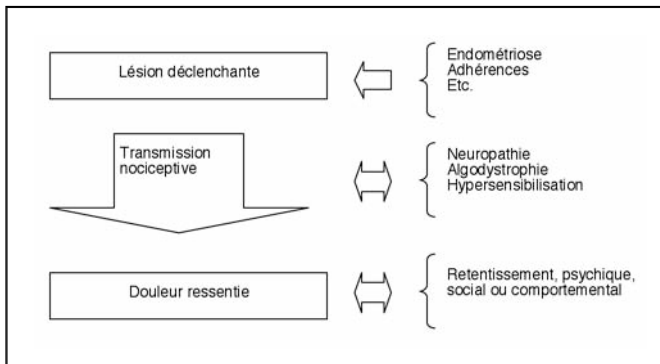 Lésion déclenchante
Endométriose
Adhérences
Etc.
Transmission
nociceptive
Neuropathie
Algodystrophie
Hypersensibilisation
Douleur ressentie
Retentissement, psychique,
social ou comportemental